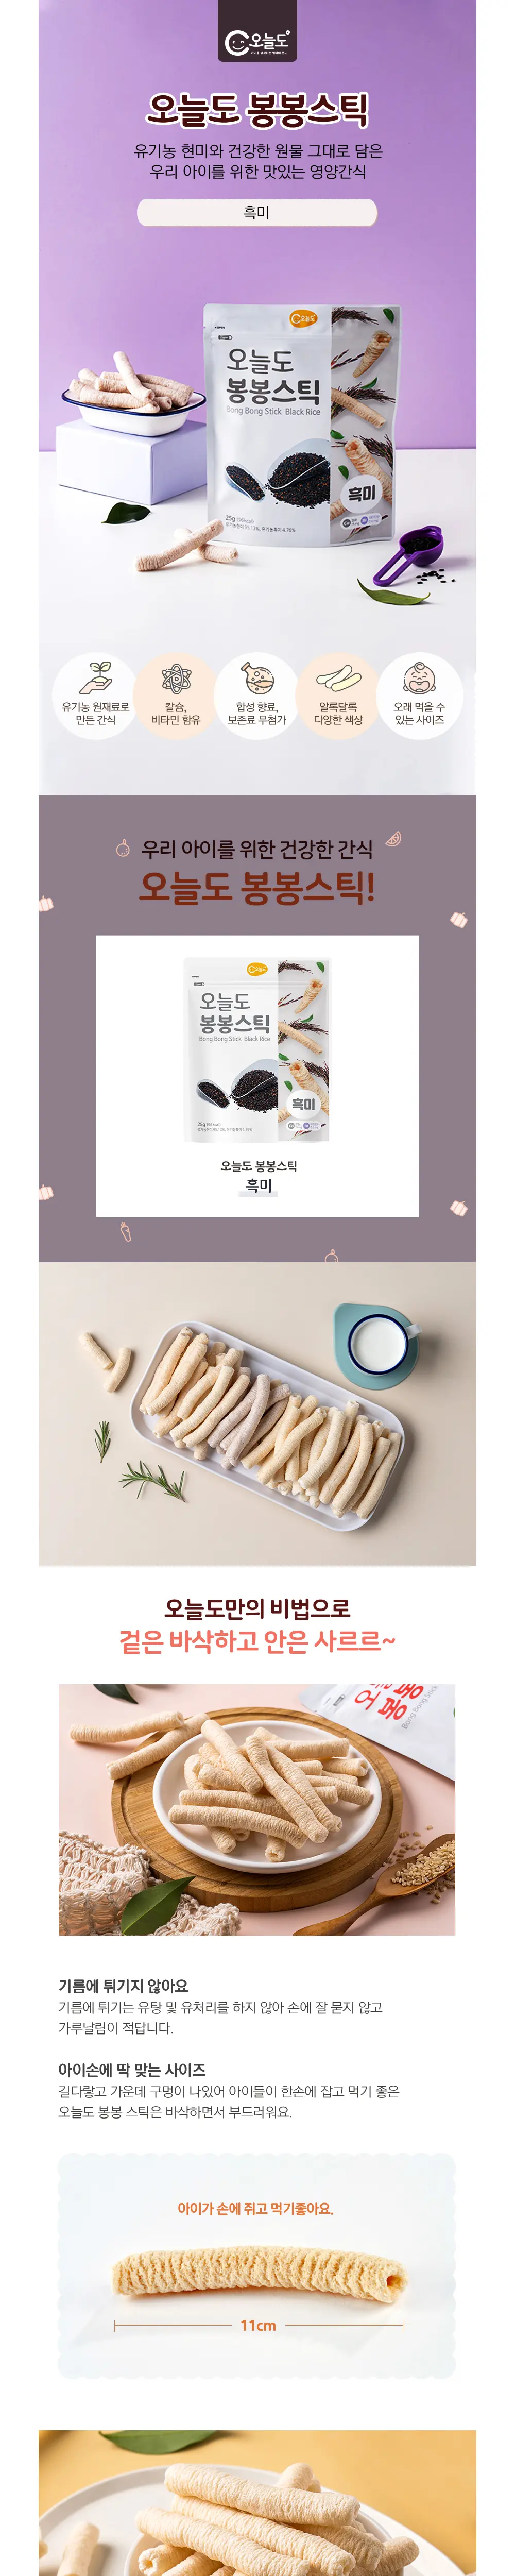 오늘도
오늘도 봉봉스틱
유기농 현미와 건강한 원물 그대로 담은
우리 아이를 위한 맛있는 영양간식
흑미
오늘도
오늘도
봉봉스틱
Bong Bong Stick Black Rice
흑미
25g
유기농 원재료로
만든 간식
칼슘,
비타민 함유
합성 향료,
보존료 무첨가
알록달록
다양한 색상
오래 먹을 수
있는 사이즈
우리 아이를 위한 건강한 간식
오늘도 봉봉스틱!
오늘도
오늘도
봉봉스틱
Bong Bong Stick Black Rice
흑미
25g
오늘도 봉봉스틱
흑미
오늘도만의 비법으로
겉은 바삭하고 안은 사르르~
Bong Bong Stick
기름에 튀기지 않아요
기름에 튀기는 유탕 및 유처리를 하지 않아 손에 잘 묻지 않고
가루날림이 적답니다.
아이손에 딱 맞는 사이즈
길다랗고 가운데 구멍이 나있어 아이들이 한손에 잡고 먹기 좋은
오늘도 봉봉 스틱은 바삭하면서 부드러워요.
아이가 손에 쥐고 먹기좋아요.
11cm